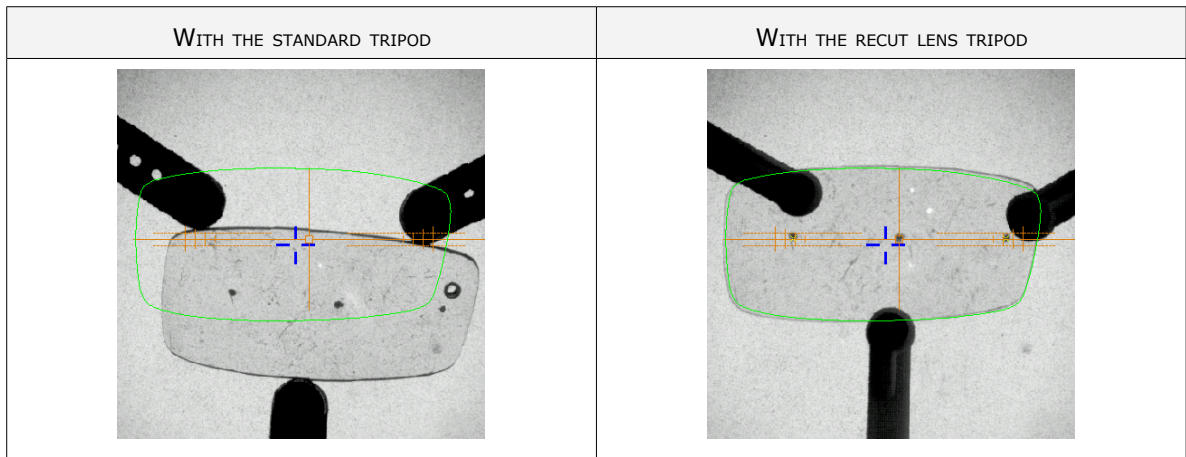 WITH THE STANDARD TRIPOD
WITH THE RECUT LENS TRIPOD